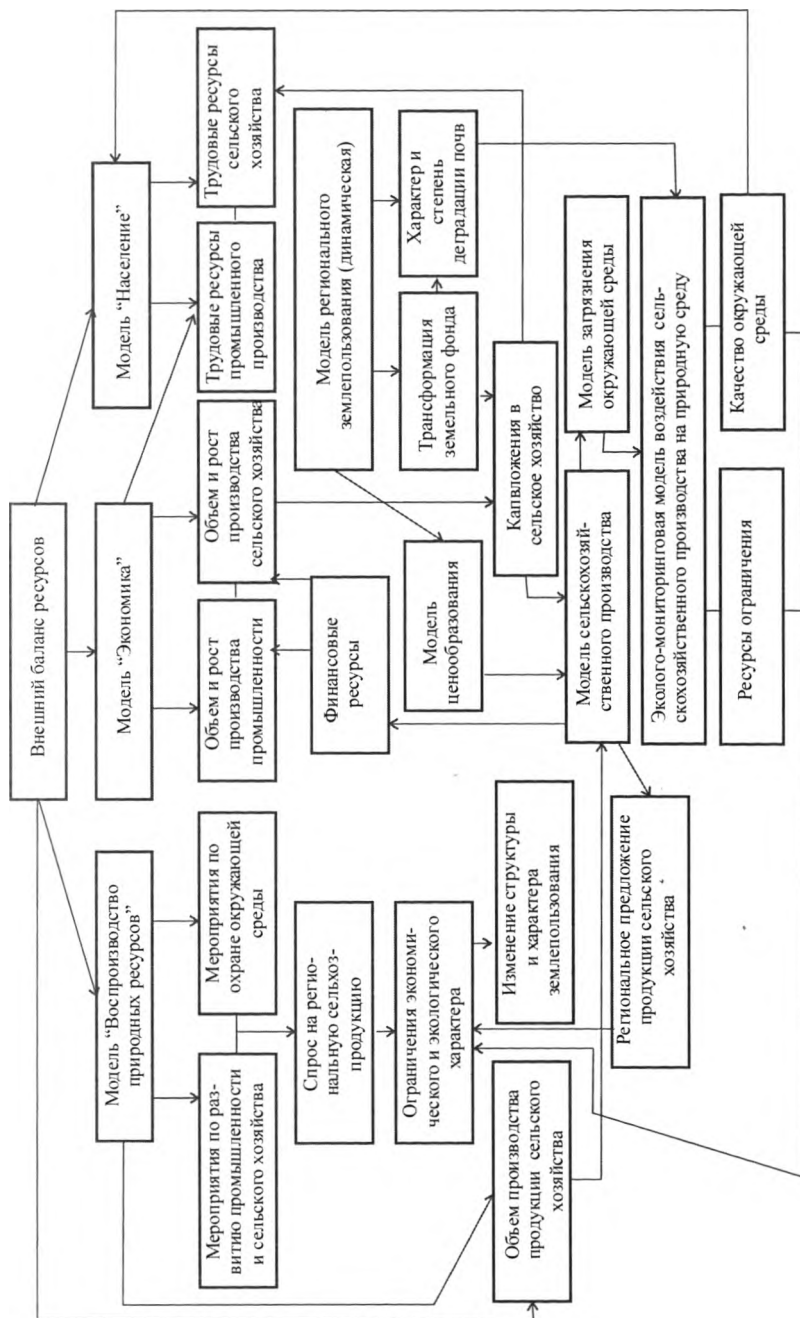 Внешний баланс ресурсов
Модель “Воспроизводство
природных ресурсов”
Модель “Экономика”
Модель “Население”
Мероприятия по раз-
витию промышленности
и сельского хозяйства
Мероприятия по
охране окружающей
среды
Объем и рост
производства
промышленности
Объем и рост
производства
сельского хозяйства
Трудовые ресурсы
промышленного
производства
Трудовые ресурсы
сельского
хозяйства
Спрос на регио-
нальную сельхоз-
продукцию
Финансовые
ресурсы
Модель регионального
землепользования (динамическая)
Ограничения экономи-
ческого и экологического
характера
Модель
ценообразования
Трансформация
земельного фонда
Характер и
степень
деградации почв
Объем производства
продукции сельского
хозяйства
Изменение структуры
и характера
землепользования
Капвложения в
сельское хозяйство
Модель сельскохозяй-
ственного производства
Модель загрязнения
окружающей среды
Региональное предложение
продукции сельского
хозяйства
Эколого-мониторинговая модель воздействия сель-
скохозяйственного производства на природную среду
Ресурсы ограничения
Качество окружающей
среды